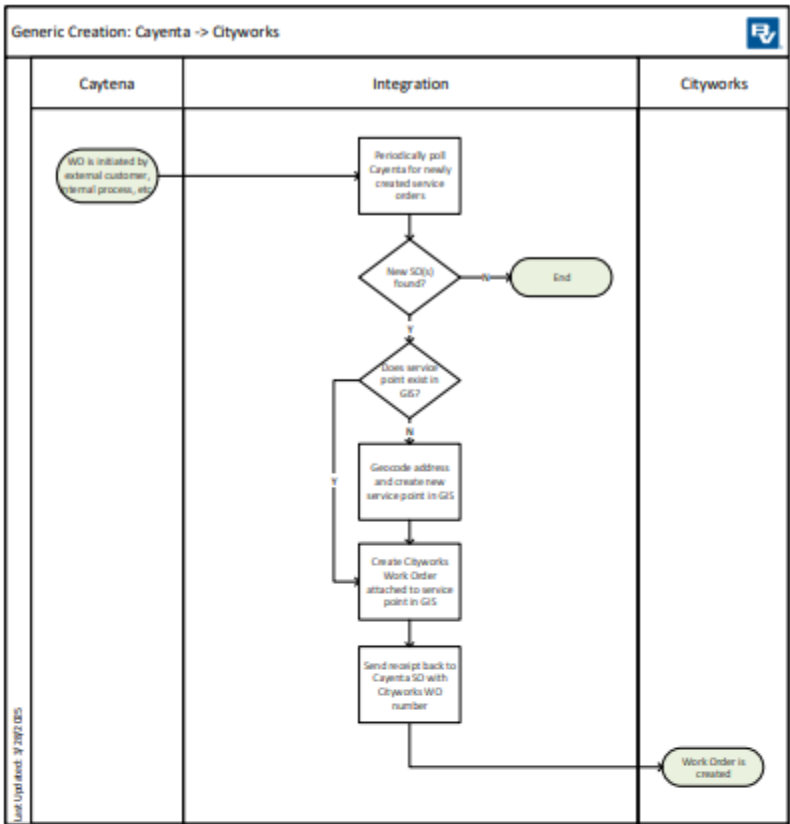 Generic Creation: Cayenta -> Cityworks
BV
Caytena
Integration
Cityworks
WO is initiated by
external customer,
internal process, etc
Periodically poll
Cayenta for newly
created service
orders
New SO(s)
found?
N
End
Y
Does service
point exist in
GIS?
N
Y
Geocode address
and create new
service point in GIS
Create Cityworks
Work Order
attached to service
point in GIS
Send receipt back to
Cayenta SO with
Cityworks WO
number
Work Order is
created
Last Updated: